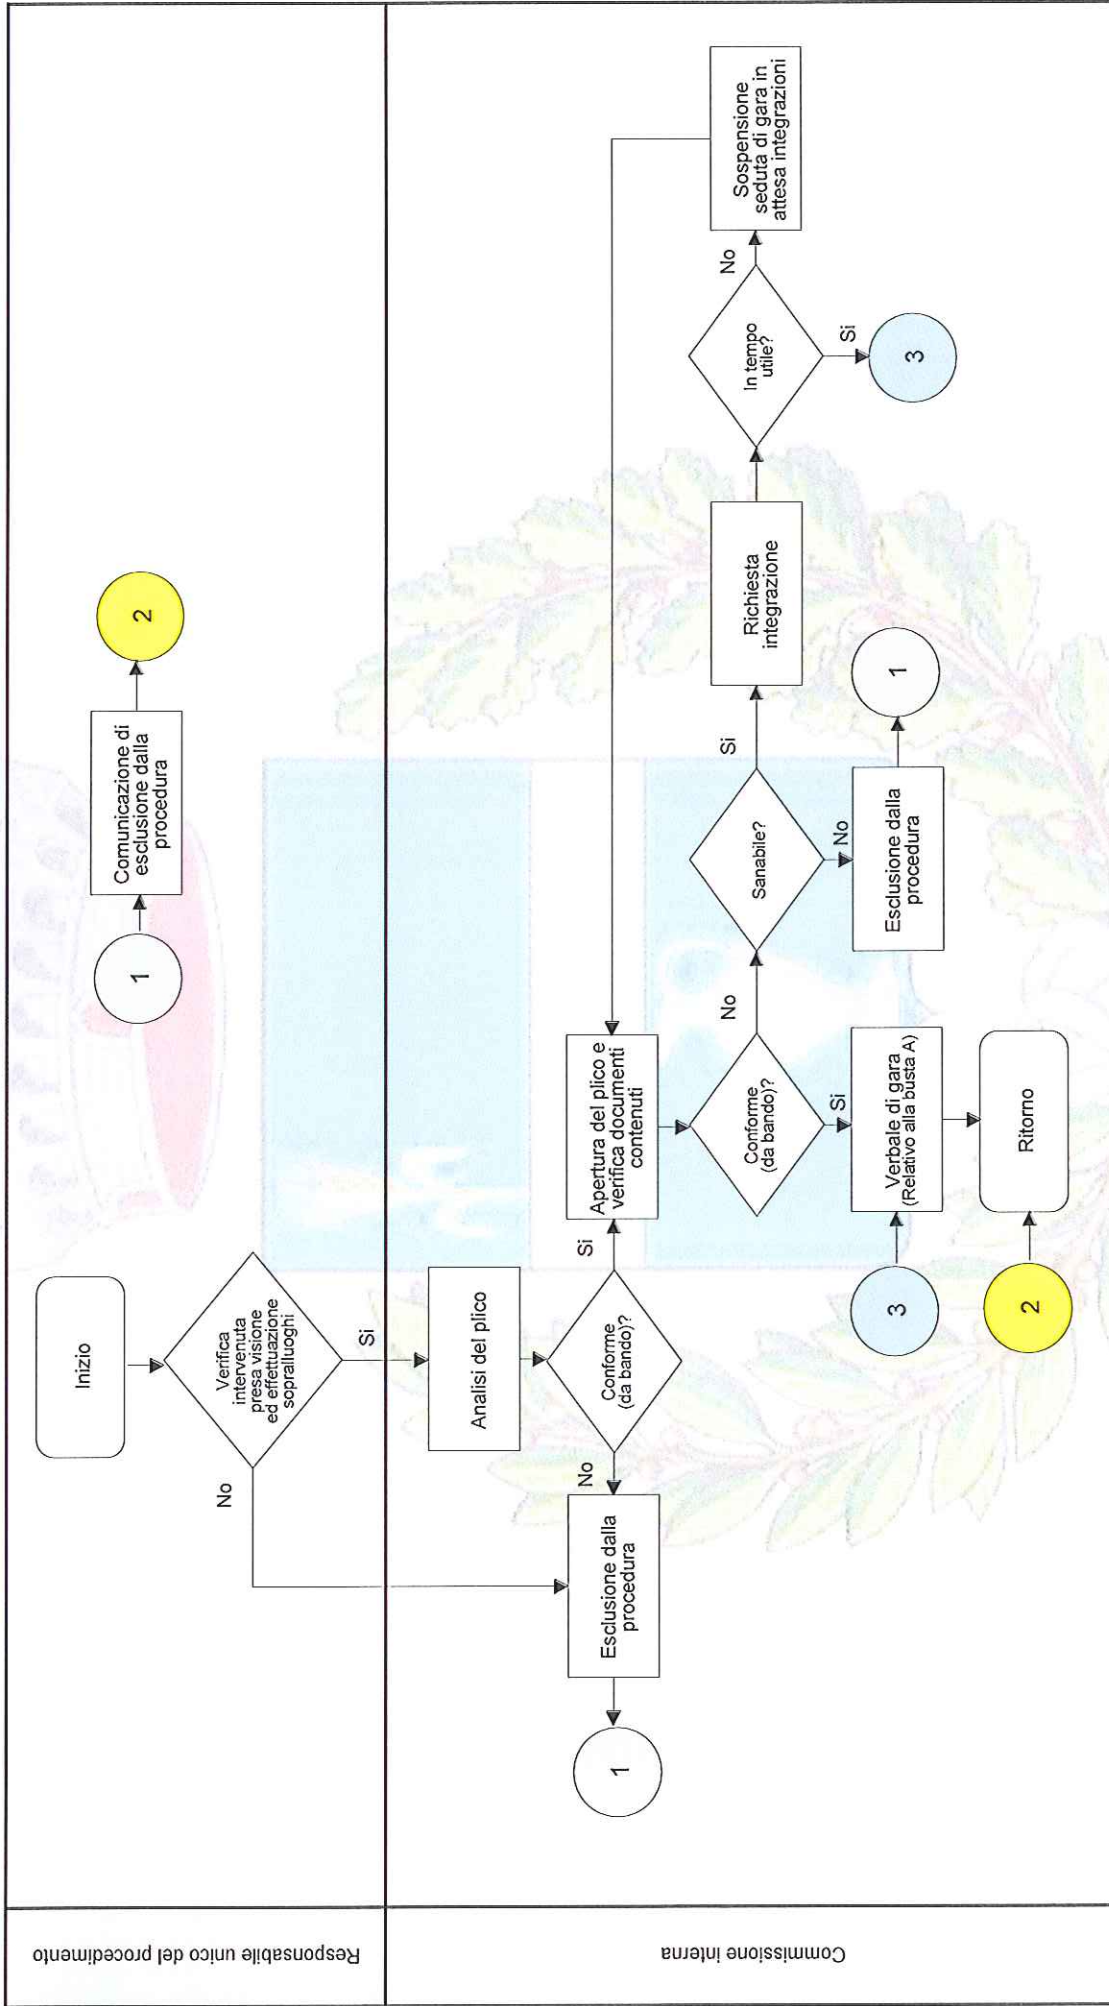 Responsabile unico del procedimento
Inizio
Verifica
intervenuta
presa visione
ed effettuazione
sopralluoghi
No
Si
1
Comunicazione di
esclusione dalla
procedura
2
Commissione interna
Analisi del plico
Conforme
(da bando)?
No
Si
Esclusione dalla
procedura
1
Apertura del plico e
verifica documenti
contenuti
Conforme
(da bando)?
No
Si
Sanabile?
Si
No
Richiesta
integrazione
In tempo
utile?
No
Si
Sospensione
seduta di gara in
attesa integrazioni
3
Esclusione dalla
procedura
1
3
Verbale di gara
(Relativo alla busta A)
2
Ritorno